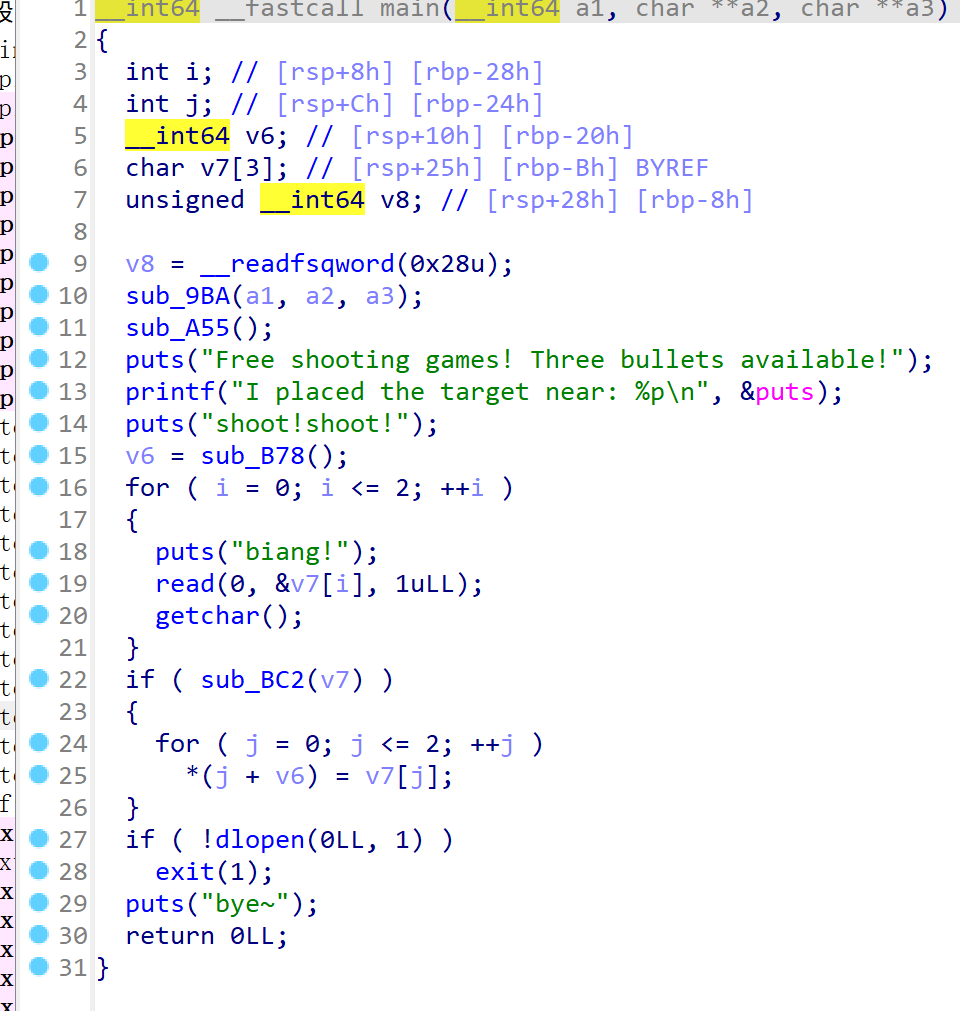 1 __int64 __fastcall main(__int64 a1, char **a2, char **a3)
2 {
3 int i; // [rsp+8h] [rbp-28h]
4 int j; // [rsp+Ch] [rbp-24h]
5 __int64 v6; // [rsp+10h] [rbp-20h]
6 char v7[3]; // [rsp+25h] [rbp-Bh] BYREF
7 unsigned __int64 v8; // [rsp+28h] [rbp-8h]
8
9 v8 = __readfsqword(0x28u);
10 sub_9BA(a1, a2, a3);
11 sub_A55();
12 puts("Free shooting games! Three bullets available!");
13 printf("I placed the target near: %p\n", &puts);
14 puts("shoot!shoot!");
15 v6 = sub_B78();
16 for ( i = 0; i <= 2; ++i )
17 {
18 puts("biang!");
19 read(0, &v7[i], 1uLL);
20 getchar();
21 }
22 if ( sub_BC2(v7) )
23 {
24 for ( j = 0; j <= 2; ++j )
25 *(j + v6) = v7[j];
26 }
27 if ( !dlopen(0LL, 1) )
28 exit(1);
29 puts("bye~");
30 return 0LL;
31 }